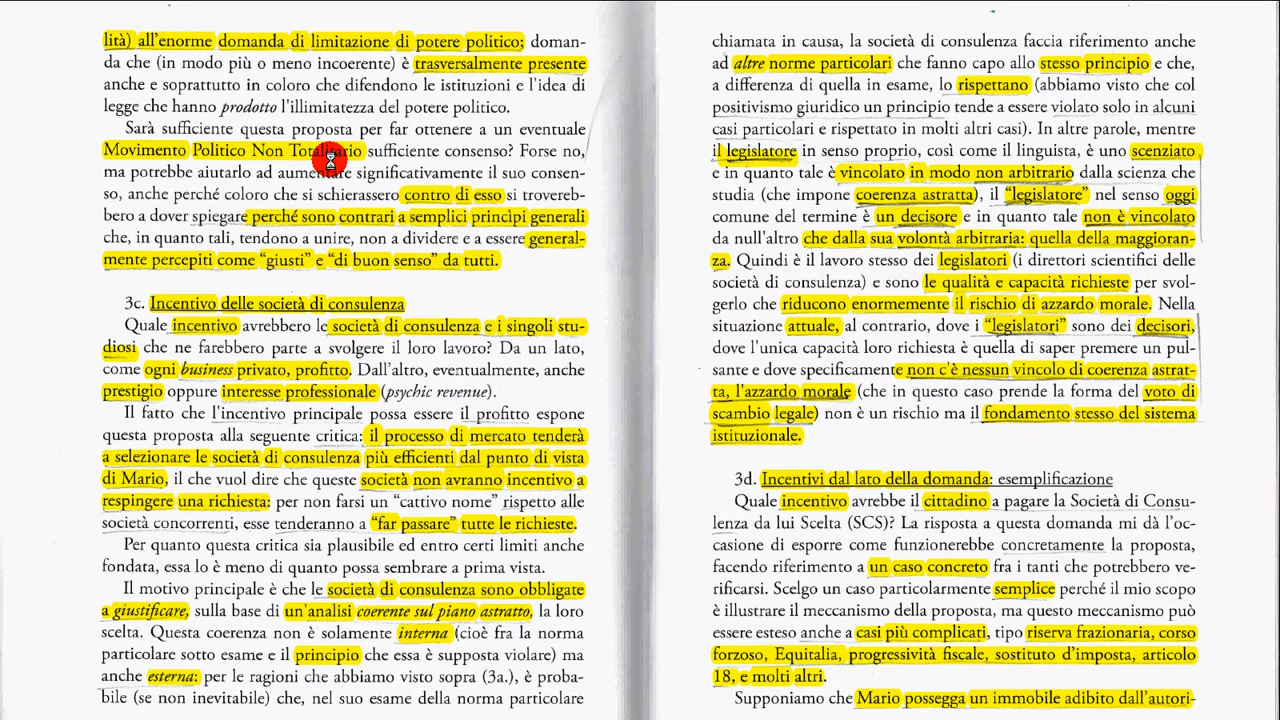 lità) all'enorme domanda di limitazione di potere politico; doman-
da che (in modo più o meno incoerente) è trasversalmente presente
anche e soprattutto in coloro che difendono le istituzioni e l'idea di
legge che hanno prodotto l'illimitatezza del potere politico.
Sarà sufficiente questa proposta per far ottenere a un eventuale
Movimento Politico Non Totalitario sufficiente consenso? Forse no,
ma potrebbe aiutarlo ad aumentare significativamente il suo consen-
so, anche perché coloro che si schierassero contro di esso si troverebbero-
bero a dover spiegare perché sono contrari a semplici princìpi generali
che, in quanto tali, tendono a unire, non a dividere e a essere general-
mente percepiti come “giusti” e “di buon senso” da tutti.
3c. Incentivo delle società di consulenza
Quale incentivo avrebbero le società di consulenza e i singoli stu-
diosi che ne farebbero parte a svolgere il loro lavoro? Da un lato,
come ogni business privato, profitto. Dall'altro, eventualmente, anche
prestigio oppure interesse professionale (psychic revenue).
Il fatto che l'incentivo principale possa essere il profitto espone
questa proposta alla seguente critica: il processo di mercato tenderà
a selezionare le società di consulenza più efficienti dal punto di vista
di Mario, il che vuol dire che queste società non avranno incentivo a
respingere una richiesta: per non farsi un “cattivo nome” rispetto alle
società concorrenti, esse tenderanno a “far passare” tutte le richieste.
Per quanto questa critica sia plausibile ed entro certi limiti anche
fondata, essa lo è meno di quanto possa sembrare a prima vista.
Il motivo principale è che le società di consulenza sono obbligate
a giustificare, sulla base di un'analisi coerente sul piano astratto, la loro
scelta. Questa coerenza non è solamente interna (cioè fra la norma
particolare sotto esame e il principio che essa è supposta violare) ma
anche esterna: per le ragioni che abbiamo visto sopra (3a.), è proba-
bile (se non inevitabile) che, nel suo esame della norma particolare
chiamata in causa, la società di consulenza faccia riferimento anche
ad altre norme particolari che fanno capo allo stesso principio e che,
a differenza di quella in esame, lo rispettano (abbiamo visto che col
positivismo giuridico un principio tende a essere violato solo in alcuni
casi particolari e rispettato in molti altri casi). In altre parole, mentre
il legislatore in senso proprio, così come il linguista, è uno scenziato
e in quanto tale è vincolato in modo non arbitrario dalla scienza che
studia (che impone coerenza astratta), il “legislatore” nel senso oggi
comune del termine è un decisore e in quanto tale non è vincolato
da null'altro che dalla sua volontà arbitraria: quella della maggioran-
za. Quindi è il lavoro stesso dei legislatori (i direttori scientifici delle
società di consulenza) e sono le qualità e capacità richieste per svol-
gerlo che riducono enormemente il rischio di azzardo morale. Nella
situazione attuale, al contrario, dove i “legislatori” sono dei decisori,
dove l'unica capacità loro richiesta è quella di saper premere un pul-
sante e dove specificamente non c'è nessun vincolo di coerenza astrat-
ta, l'azzardo morale (che in questo caso prende la forma del voto di
scambio legale) non è un rischio ma il fondamento stesso del sistema
istituzionale.
3d. Incentivi dal lato della domanda: esemplificazione
Quale incentivo avrebbe il cittadino a pagare la Società di Consu-
lenza da lui Scelta (SCS)? La risposta a questa domanda mi dà l'oc-
casione di esporre come funzionerebbe concretamente la proposta,
facendo riferimento a un caso concreto fra i tanti che potrebbero ve-
rificarsi. Scelgo un caso particolarmente semplice perché il mio scopo
è illustrare il meccanismo della proposta, ma questo meccanismo può
essere esteso anche a casi più complicati, tipo riserva frazionaria, corso
forzoso, Equitalia, progressività fiscale, sostituto d'imposta, articolo
18, e molti altri.
Supponiamo che Mario possegga un immobile adibito dall'autori-